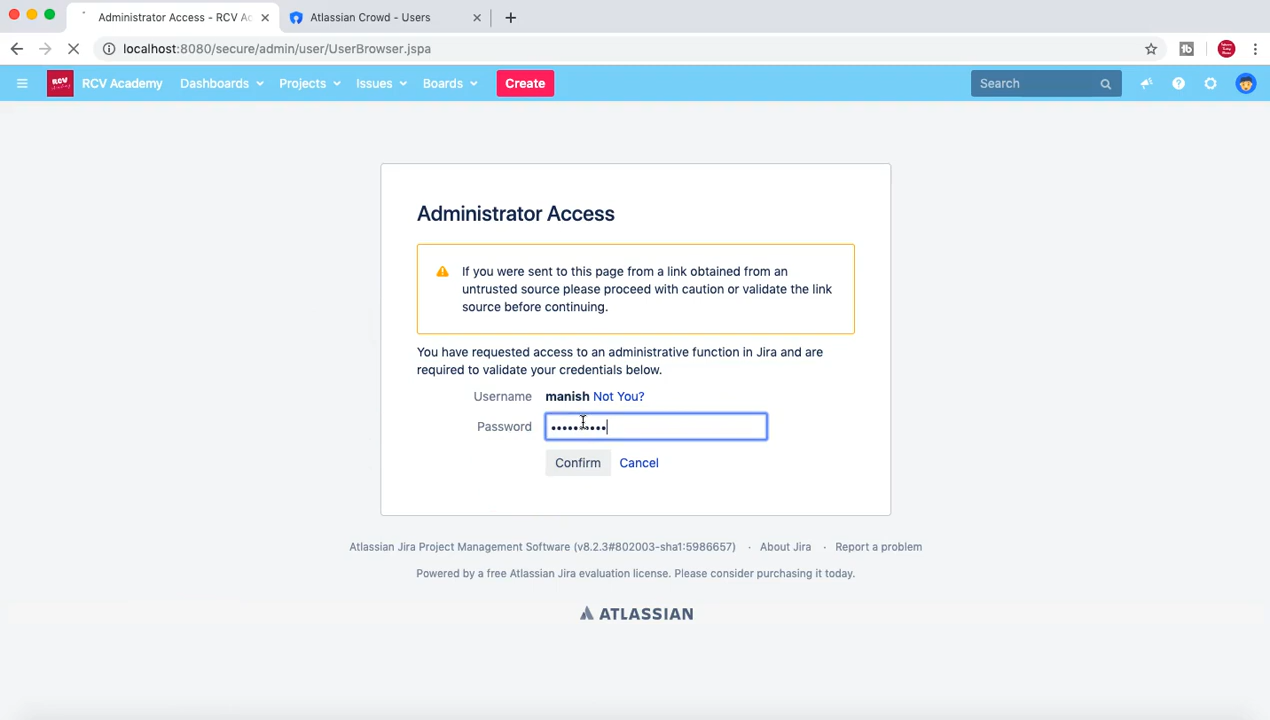 Administrator Access - RCV Ac
Atlassian Crowd - Users
localhost:8080/secure/admin/user/UserBrowser.jspa
RCV Academy
Dashboards
Projects
Issues
Boards
Create
Search
Administrator Access
If you were sent to this page from a link obtained from an
untrusted source please proceed with caution or validate the link
source before continuing.
You have requested access to an administrative function in Jira and are
required to validate your credentials below.
Username manish Not You?
Password
Confirm Cancel
Atlassian Jira Project Management Software (v8.2.3#802003-sha1:5986657) · About Jira · Report a problem
Powered by a free Atlassian Jira evaluation license. Please consider purchasing it today.
ATLASSIAN